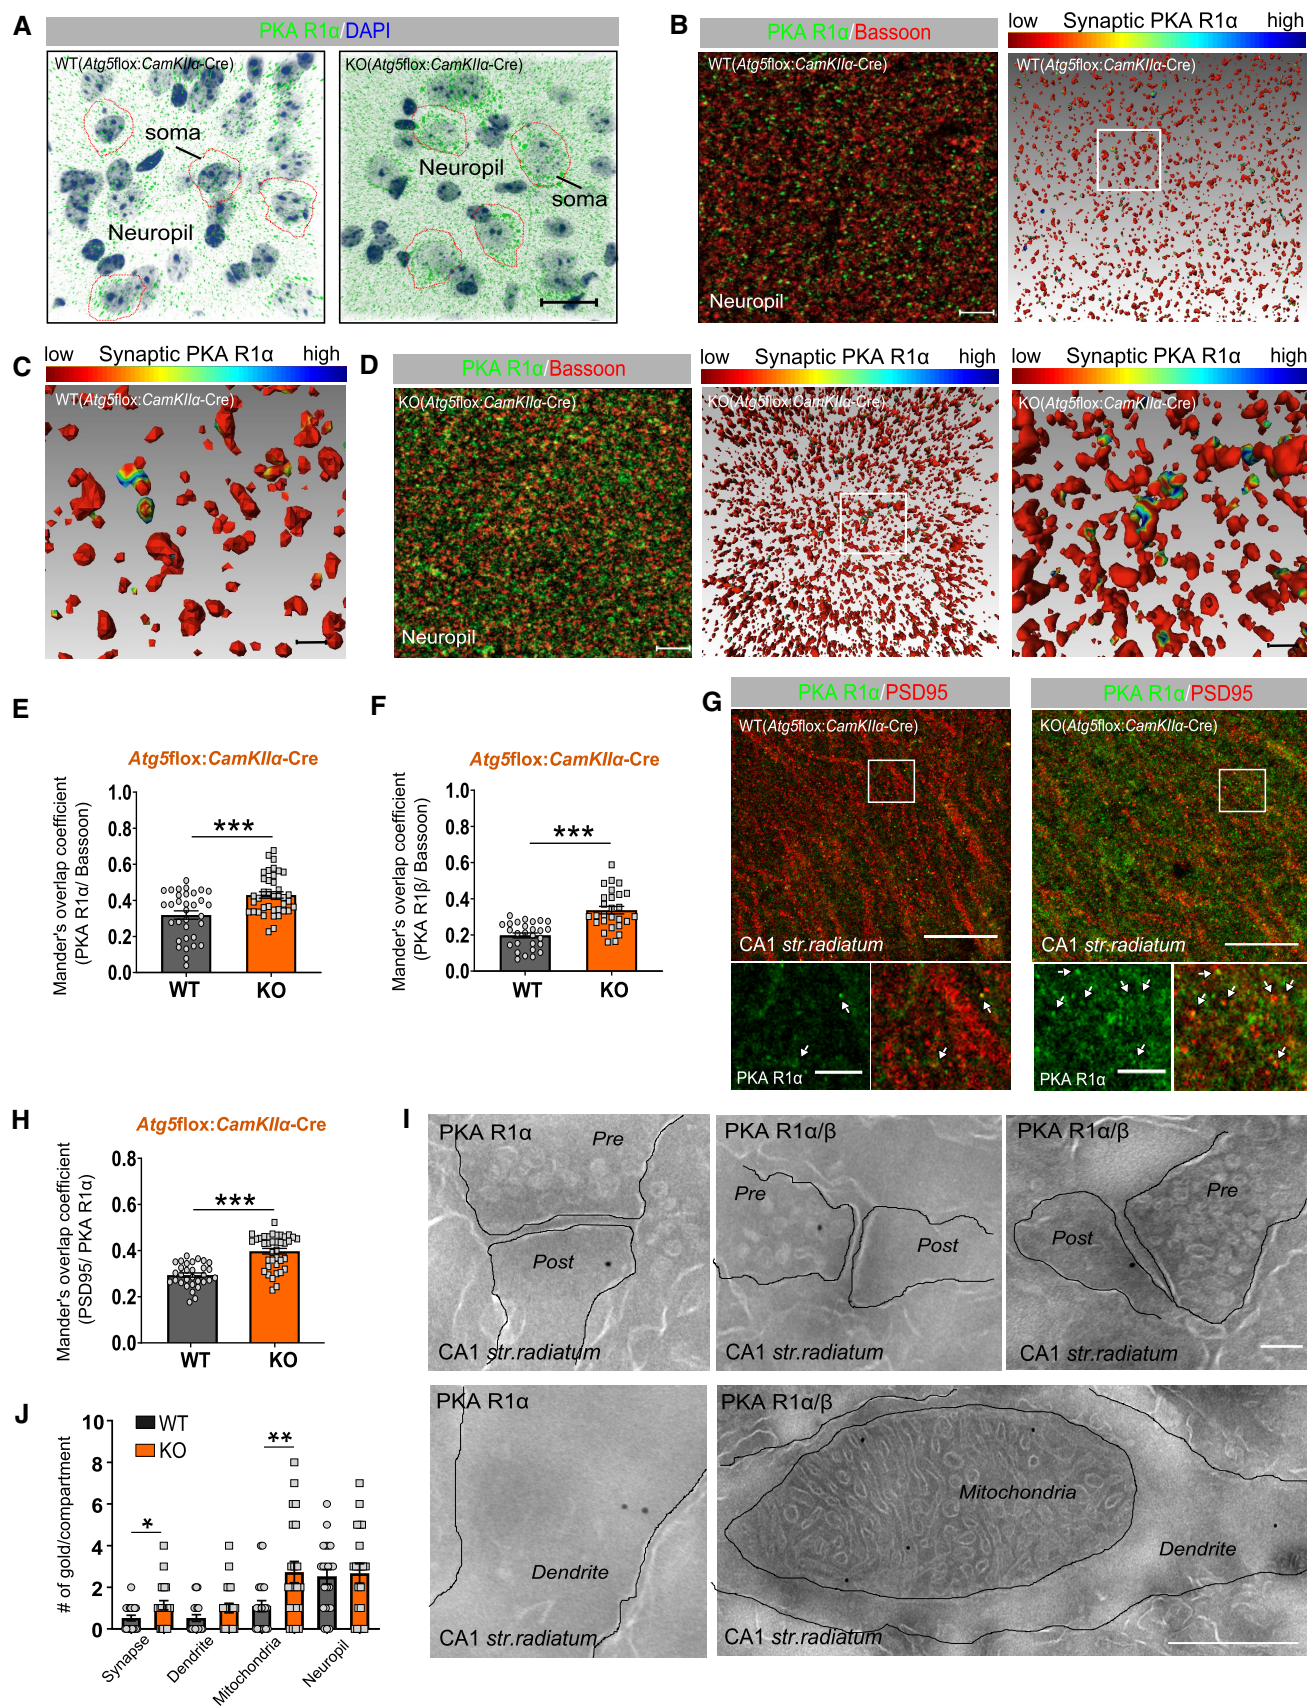 A
PKA R1α/DAPI
WT(Atg5flox:CamKIIα-Cre)
soma
Neuropil
KO(Atg5flox:CamKIIα-Cre)
Neuropil
soma
B
PKA R1α/Bassoon
WT(Atg5flox:CamKIIα-Cre)
Neuropil
low Synaptic PKA R1α high
WT(Atg5flox:CamKIIα-Cre)
C
low Synaptic PKA R1α high
WT(Atg5flox:CamKIIα-Cre)
D
PKA R1α/Bassoon
KO(Atg5flox:CamKIIα-Cre)
Neuropil
low Synaptic PKA R1α high
KO(Atg5flox:CamKIIα-Cre)
low Synaptic PKA R1α high
KO(Atg5flox:CamKIIα-Cre)
E
Atg5flox:CamKIIα-Cre
Mander's overlap coefficient
(PKA R1α/ Bassoon)
1.0
0.8
0.6
0.4
0.2
0.0
***
WT KO
F
Atg5flox:CamKIIα-Cre
Mander's overlap coefficient
(PKA R1β/ Bassoon)
1.0
0.8
0.6
0.4
0.2
0.0
***
WT KO
G
PKA R1α/PSD95
WT(Atg5flox:CamKIIα-Cre)
CA1 str.radiatum
PKA R1α
PKA R1α/PSD95
KO(Atg5flox:CamKIIα-Cre)
CA1 str.radiatum
PKA R1α
H
Atg5flox:CamKIIα-Cre
Mander's overlap coefficient
(PSD95/ PKA R1α)
0.8
0.6
0.4
0.2
0.0
***
WT KO
I
PKA R1α
Pre
Post
CA1 str.radiatum
PKA R1α/β
Pre
Post
CA1 str.radiatum
PKA R1α/β
Pre
Post
CA1 str.radiatum
PKA R1α
Dendrite
CA1 str.radiatum
PKA R1α/β
Mitochondria
Dendrite
CA1 str.radiatum
J
WT
KO
# of gold/compartment
10
8
6
4
2
0
*
**
Synapse
Dendrite
Mitochondria
Neuropil